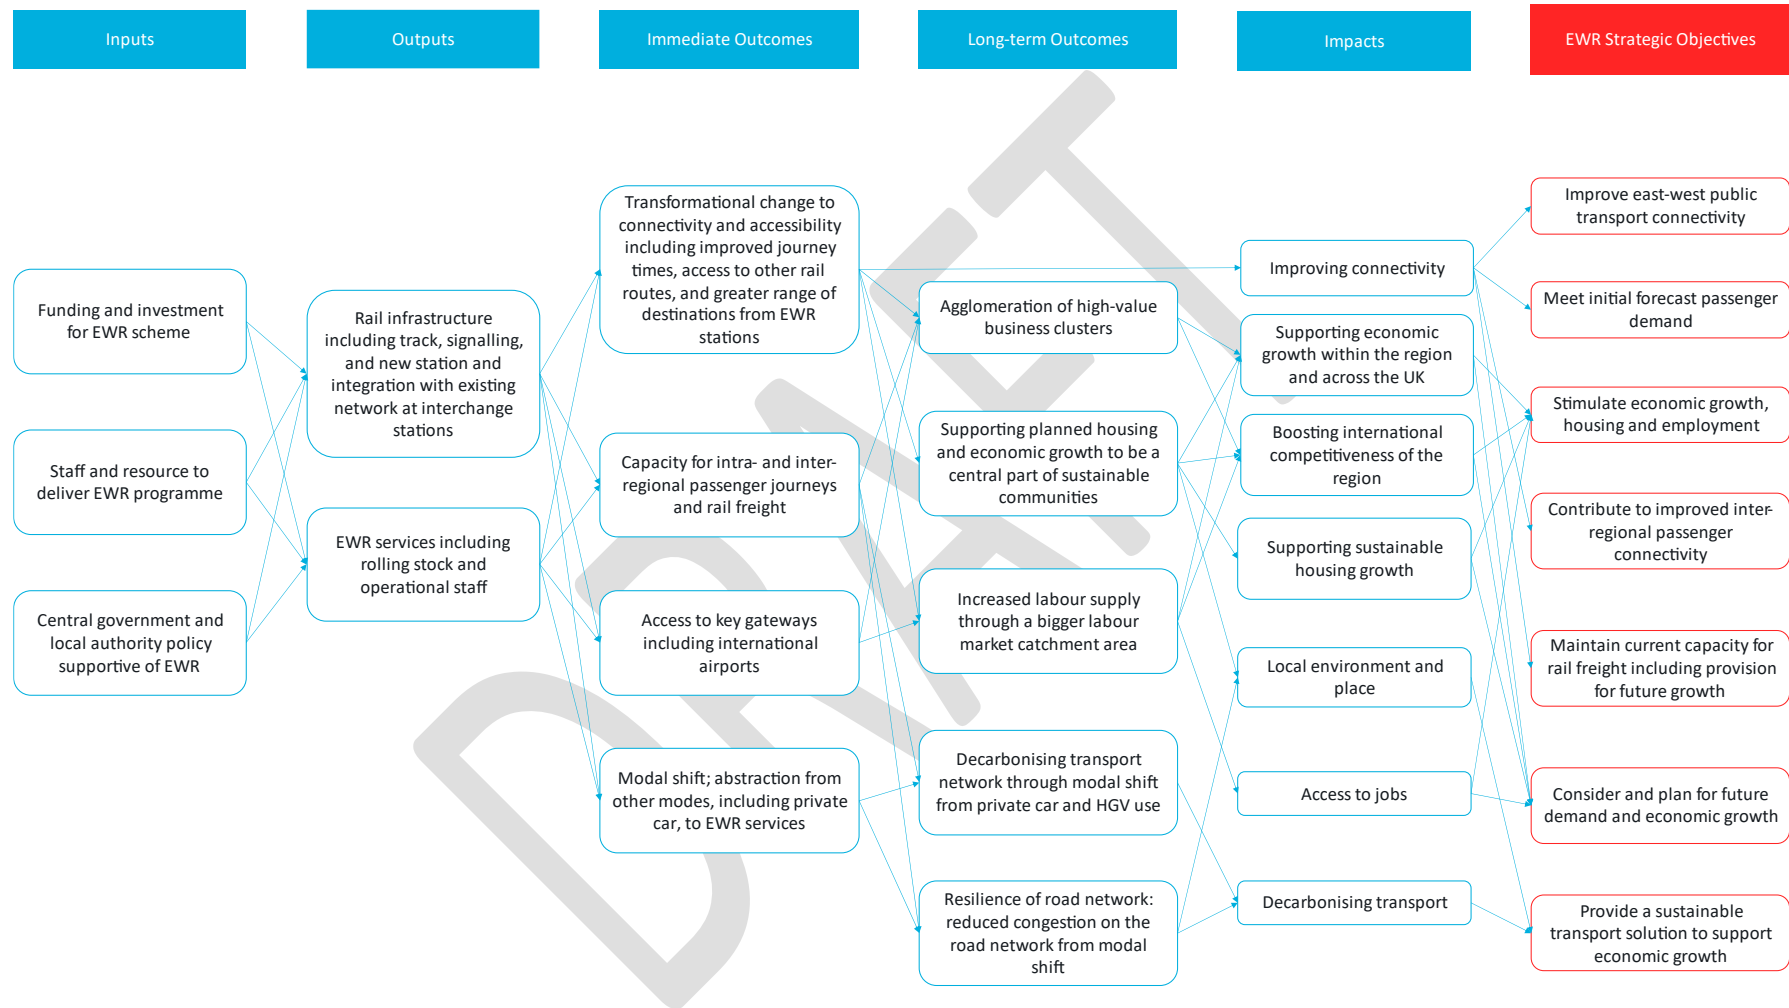 Inputs
Outputs
Immediate Outcomes
Long-term Outcomes
Impacts
EWR Strategic Objectives
Funding and investment
for EWR scheme
Staff and resource to
deliver EWR programme
Central government and
local authority policy
supportive of EWR
Rail infrastructure
including track, signalling,
and new station and
integration with existing
network at interchange
stations
EWR services including
rolling stock and
operational staff
Transformational change to
connectivity and accessibility
including improved journey
times, access to other rail
routes, and greater range of
destinations from EWR
stations
Capacity for intra- and inter-
regional passenger journeys
and rail freight
Access to key gateways
including international
airports
Modal shift; abstraction from
other modes, including private
car, to EWR services
Agglomeration of high-value
business clusters
Supporting planned housing
and economic growth to be a
central part of sustainable
communities
Increased labour supply
through a bigger labour
market catchment area
Decarbonising transport
network through modal shift
from private car and HGV use
Resilience of road network:
reduced congestion on the
road network from modal
shift
Improving connectivity
Supporting economic
growth within the region
and across the UK
Boosting international
competitiveness of the
region
Supporting sustainable
housing growth
Local environment and
place
Access to jobs
Decarbonising transport
Improve east-west public
transport connectivity
Meet initial forecast passenger
demand
Stimulate economic growth,
housing and employment
Contribute to improved inter-
regional passenger
connectivity
Maintain current capacity for
rail freight including provision
for future growth
Consider and plan for future
demand and economic growth
Provide a sustainable
transport solution to support
economic growth
DRAFT